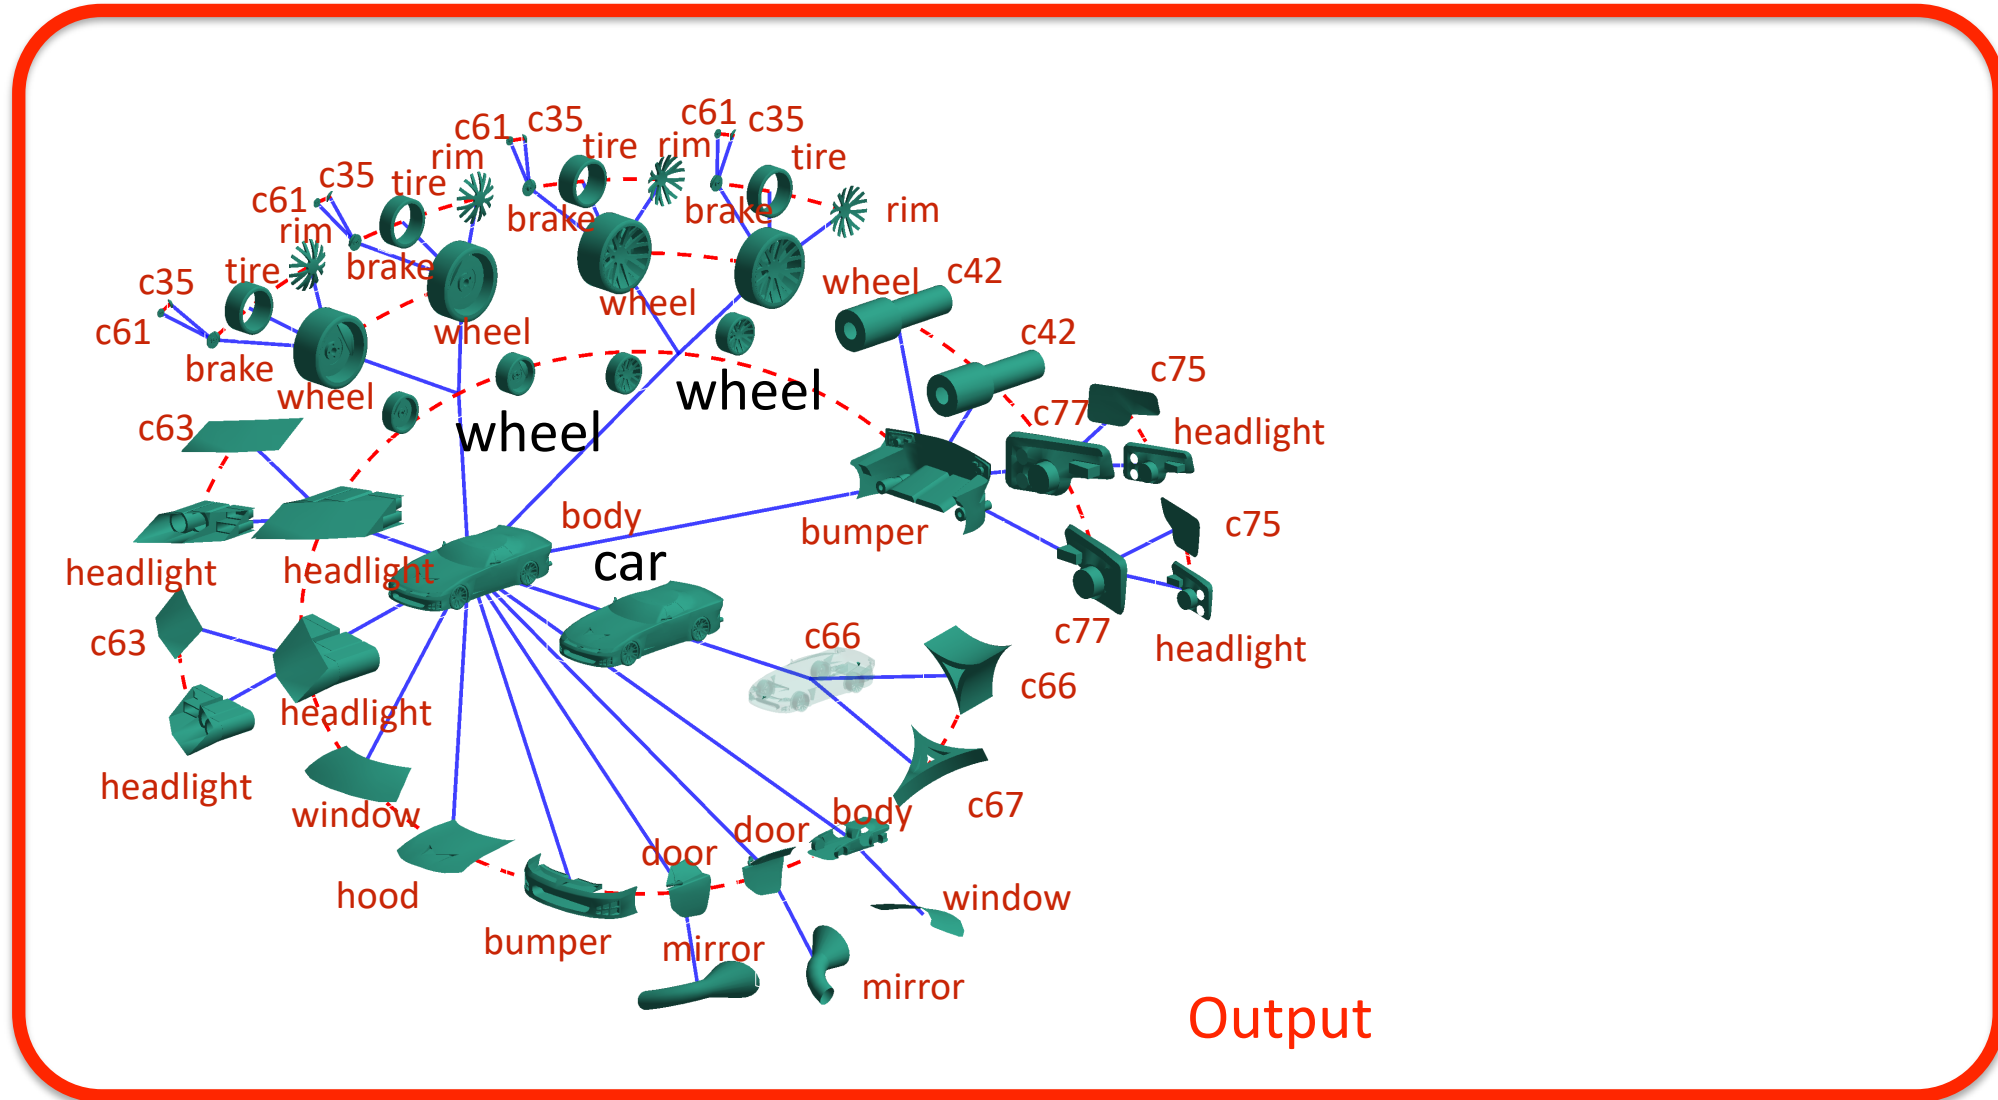 c61
c35
c61
c35
tire
rim
tire
rim
tire
c35
tire
rim
c61
brake
brake
rim
rim
brake
tire
wheel
c42
c35
wheel
c61
wheel
c42
brake
wheel
c75
wheel
c77
c63
wheel
headlight
body
c75
bumper
car
headlight
headlight
c66
c77
c63
headlight
c66
headlight
headlight
window
c67
body
door
door
hood
window
bumper
mirror
mirror
Output